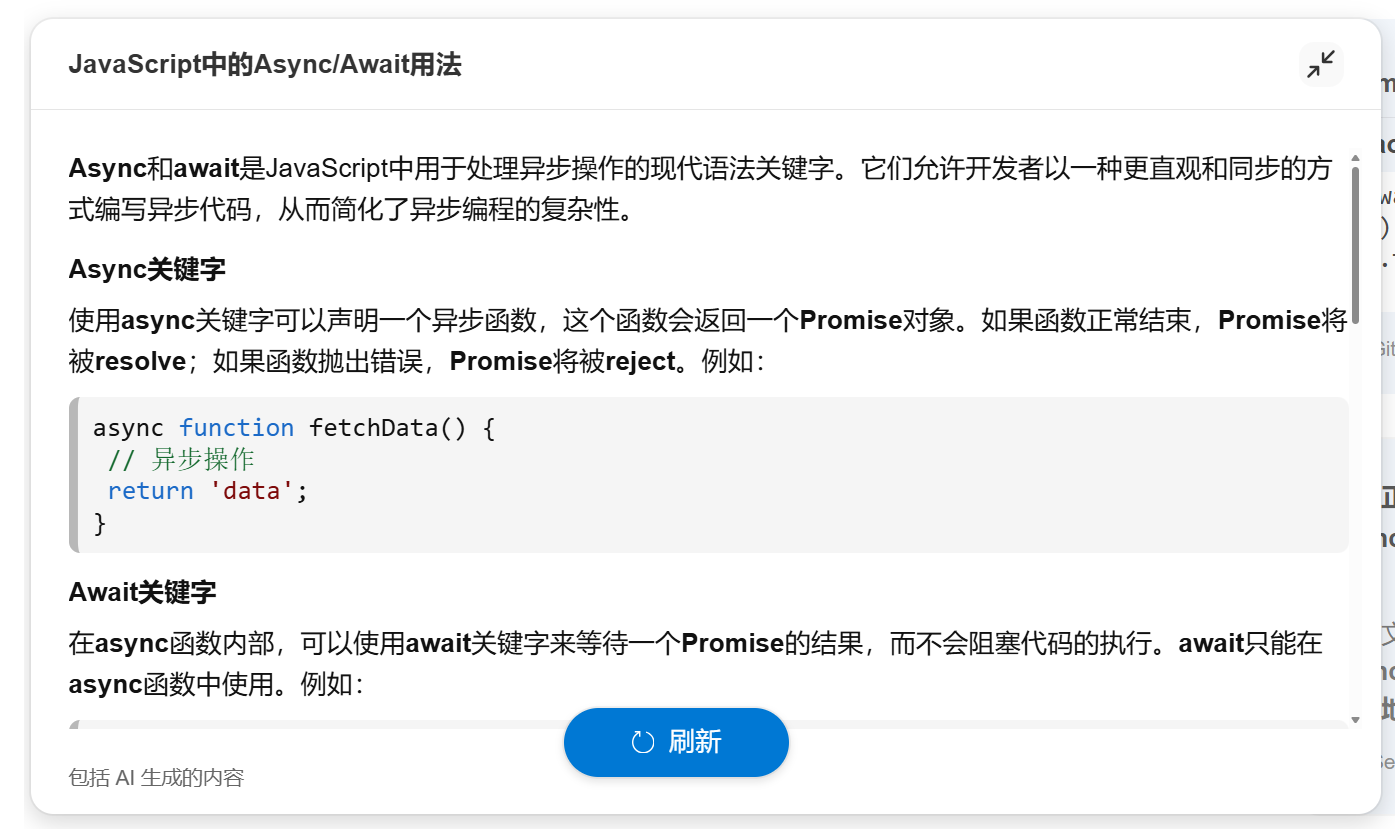 JavaScript中的Async/Await用法
Async和await是JavaScript中用于处理异步操作的现代语法关键字。它们允许开发者以一种更直观和同步的方
式编写异步代码，从而简化了异步编程的复杂性。
Async关键字
使用async关键字可以声明一个异步函数，这个函数会返回一个Promise对象。如果函数正常结束，Promise将
被resolve；如果函数抛出错误，Promise将被reject。例如：
async function fetchData() {
 // 异步操作
 return 'data';
}
Await关键字
在async函数内部，可以使用await关键字来等待一个Promise的结果，而不会阻塞代码的执行。await只能在
async函数中使用。例如：
刷新
包括 AI 生成的内容